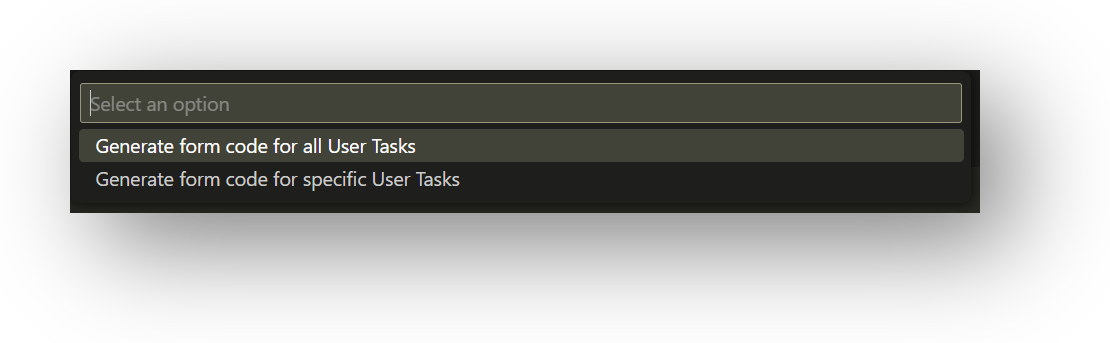 Select an option
Generate form code for all User Tasks
Generate form code for specific User Tasks